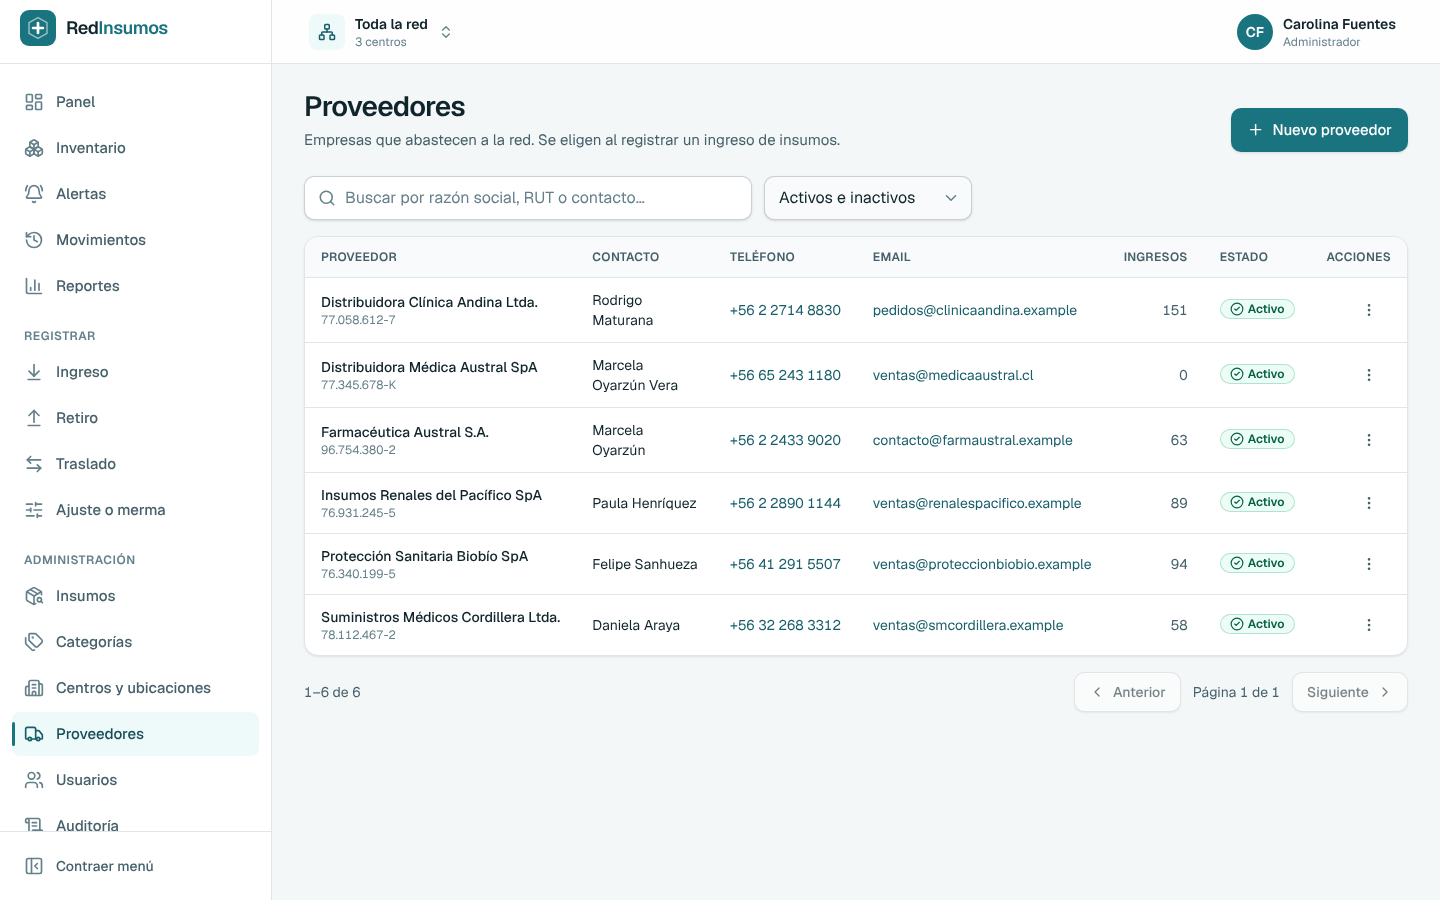 RedInsumos
Toda la red
3 centros
CF
Carolina Fuentes
Administrador
Panel
Inventario
Alertas
Movimientos
Reportes
REGISTRAR
Ingreso
Retiro
Traslado
Ajuste o merma
ADMINISTRACIÓN
Insumos
Categorías
Centros y ubicaciones
Proveedores
Usuarios
Auditoría
Contraer menú
Proveedores
Empresas que abastecen a la red. Se eligen al registrar un ingreso de insumos.
Nuevo proveedor
Buscar por razón social, RUT o contacto...
Activos e inactivos
PROVEEDOR CONTACTO TELÉFONO EMAIL INGRESOS ESTADO ACCIONES
Distribuidora Clínica Andina Ltda.
77.058.612-7
Rodrigo
Maturana
+56 2 2714 8830
pedidos@clinicaandina.example
151
Activo
Distribuidora Médica Austral SpA
77.345.678-K
Marcela
Oyarzún Vera
+56 65 243 1180
ventas@medicaaustral.cl
0
Activo
Farmacéutica Austral S.A.
96.754.380-2
Marcela
Oyarzún
+56 2 2433 9020
contacto@farmaustral.example
63
Activo
Insumos Renales del Pacífico SpA
76.931.245-5
Paula Henríquez
+56 2 2890 1144
ventas@renalespacifico.example
89
Activo
Protección Sanitaria Biobío SpA
76.340.199-5
Felipe Sanhueza
+56 41 291 5507
ventas@proteccionbiobio.example
94
Activo
Suministros Médicos Cordillera Ltda.
78.112.467-2
Daniela Araya
+56 32 268 3312
ventas@smcordillera.example
58
Activo
1–6 de 6
Anterior
Página 1 de 1
Siguiente